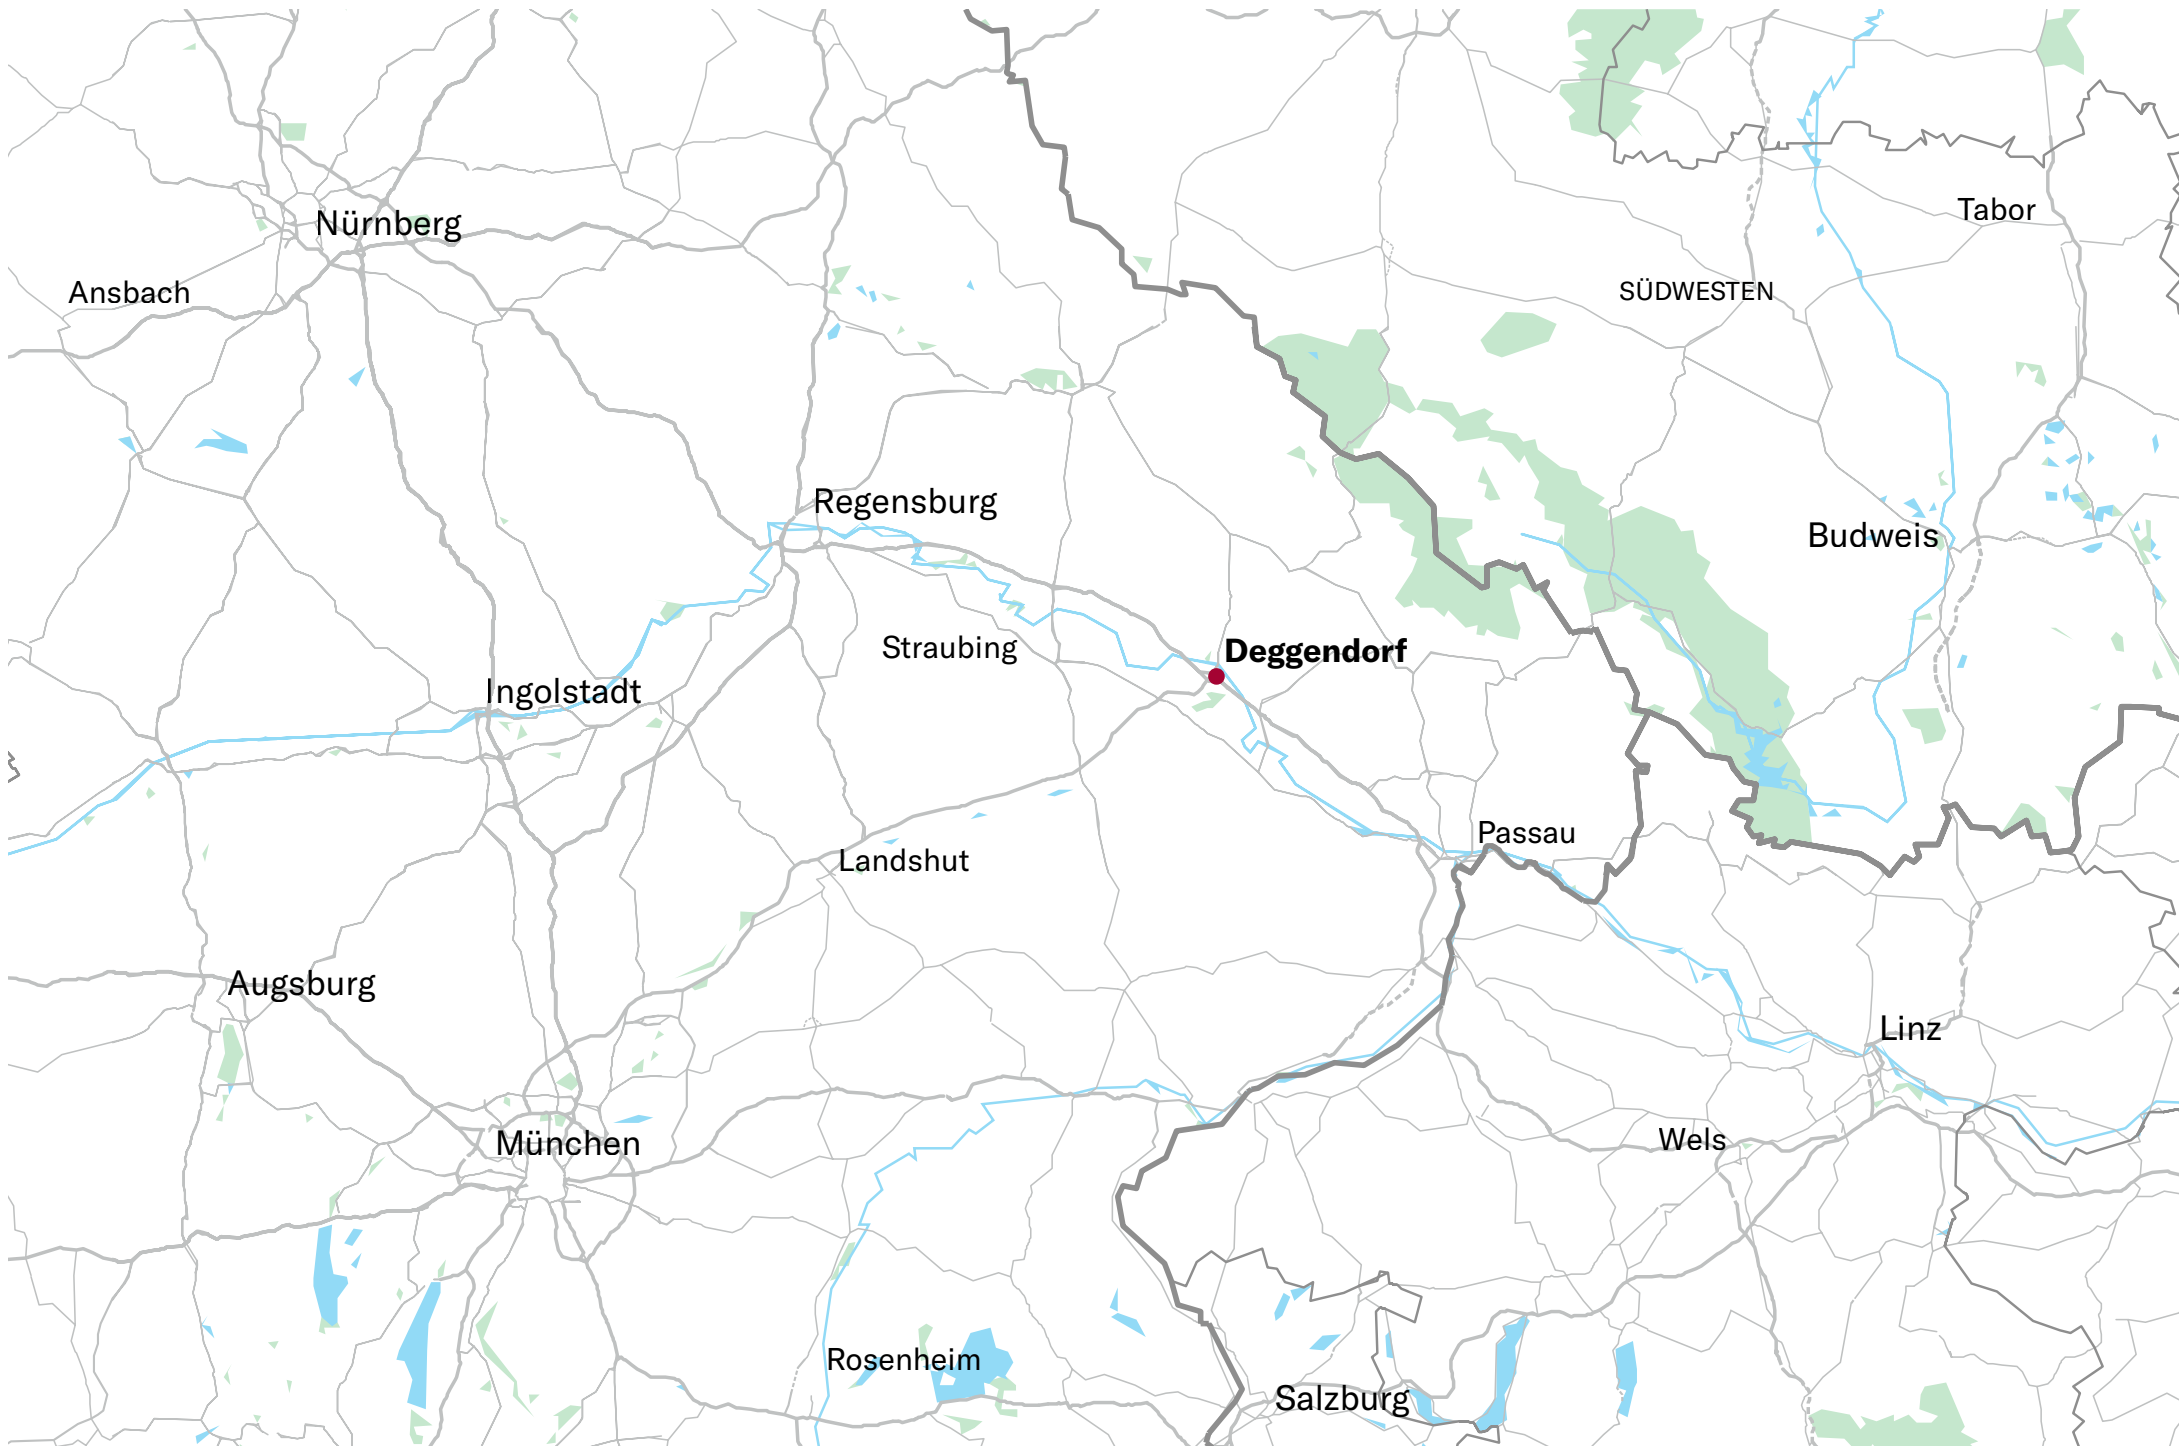 Tabor
Nürnberg
Ansbach
SÜDWESTEN
Regensburg
Budweis
Straubing
Deggendorf
Ingolstadt
Passau
Landshut
Augsburg
Linz
München
Wels
Rosenheim
Salzburg